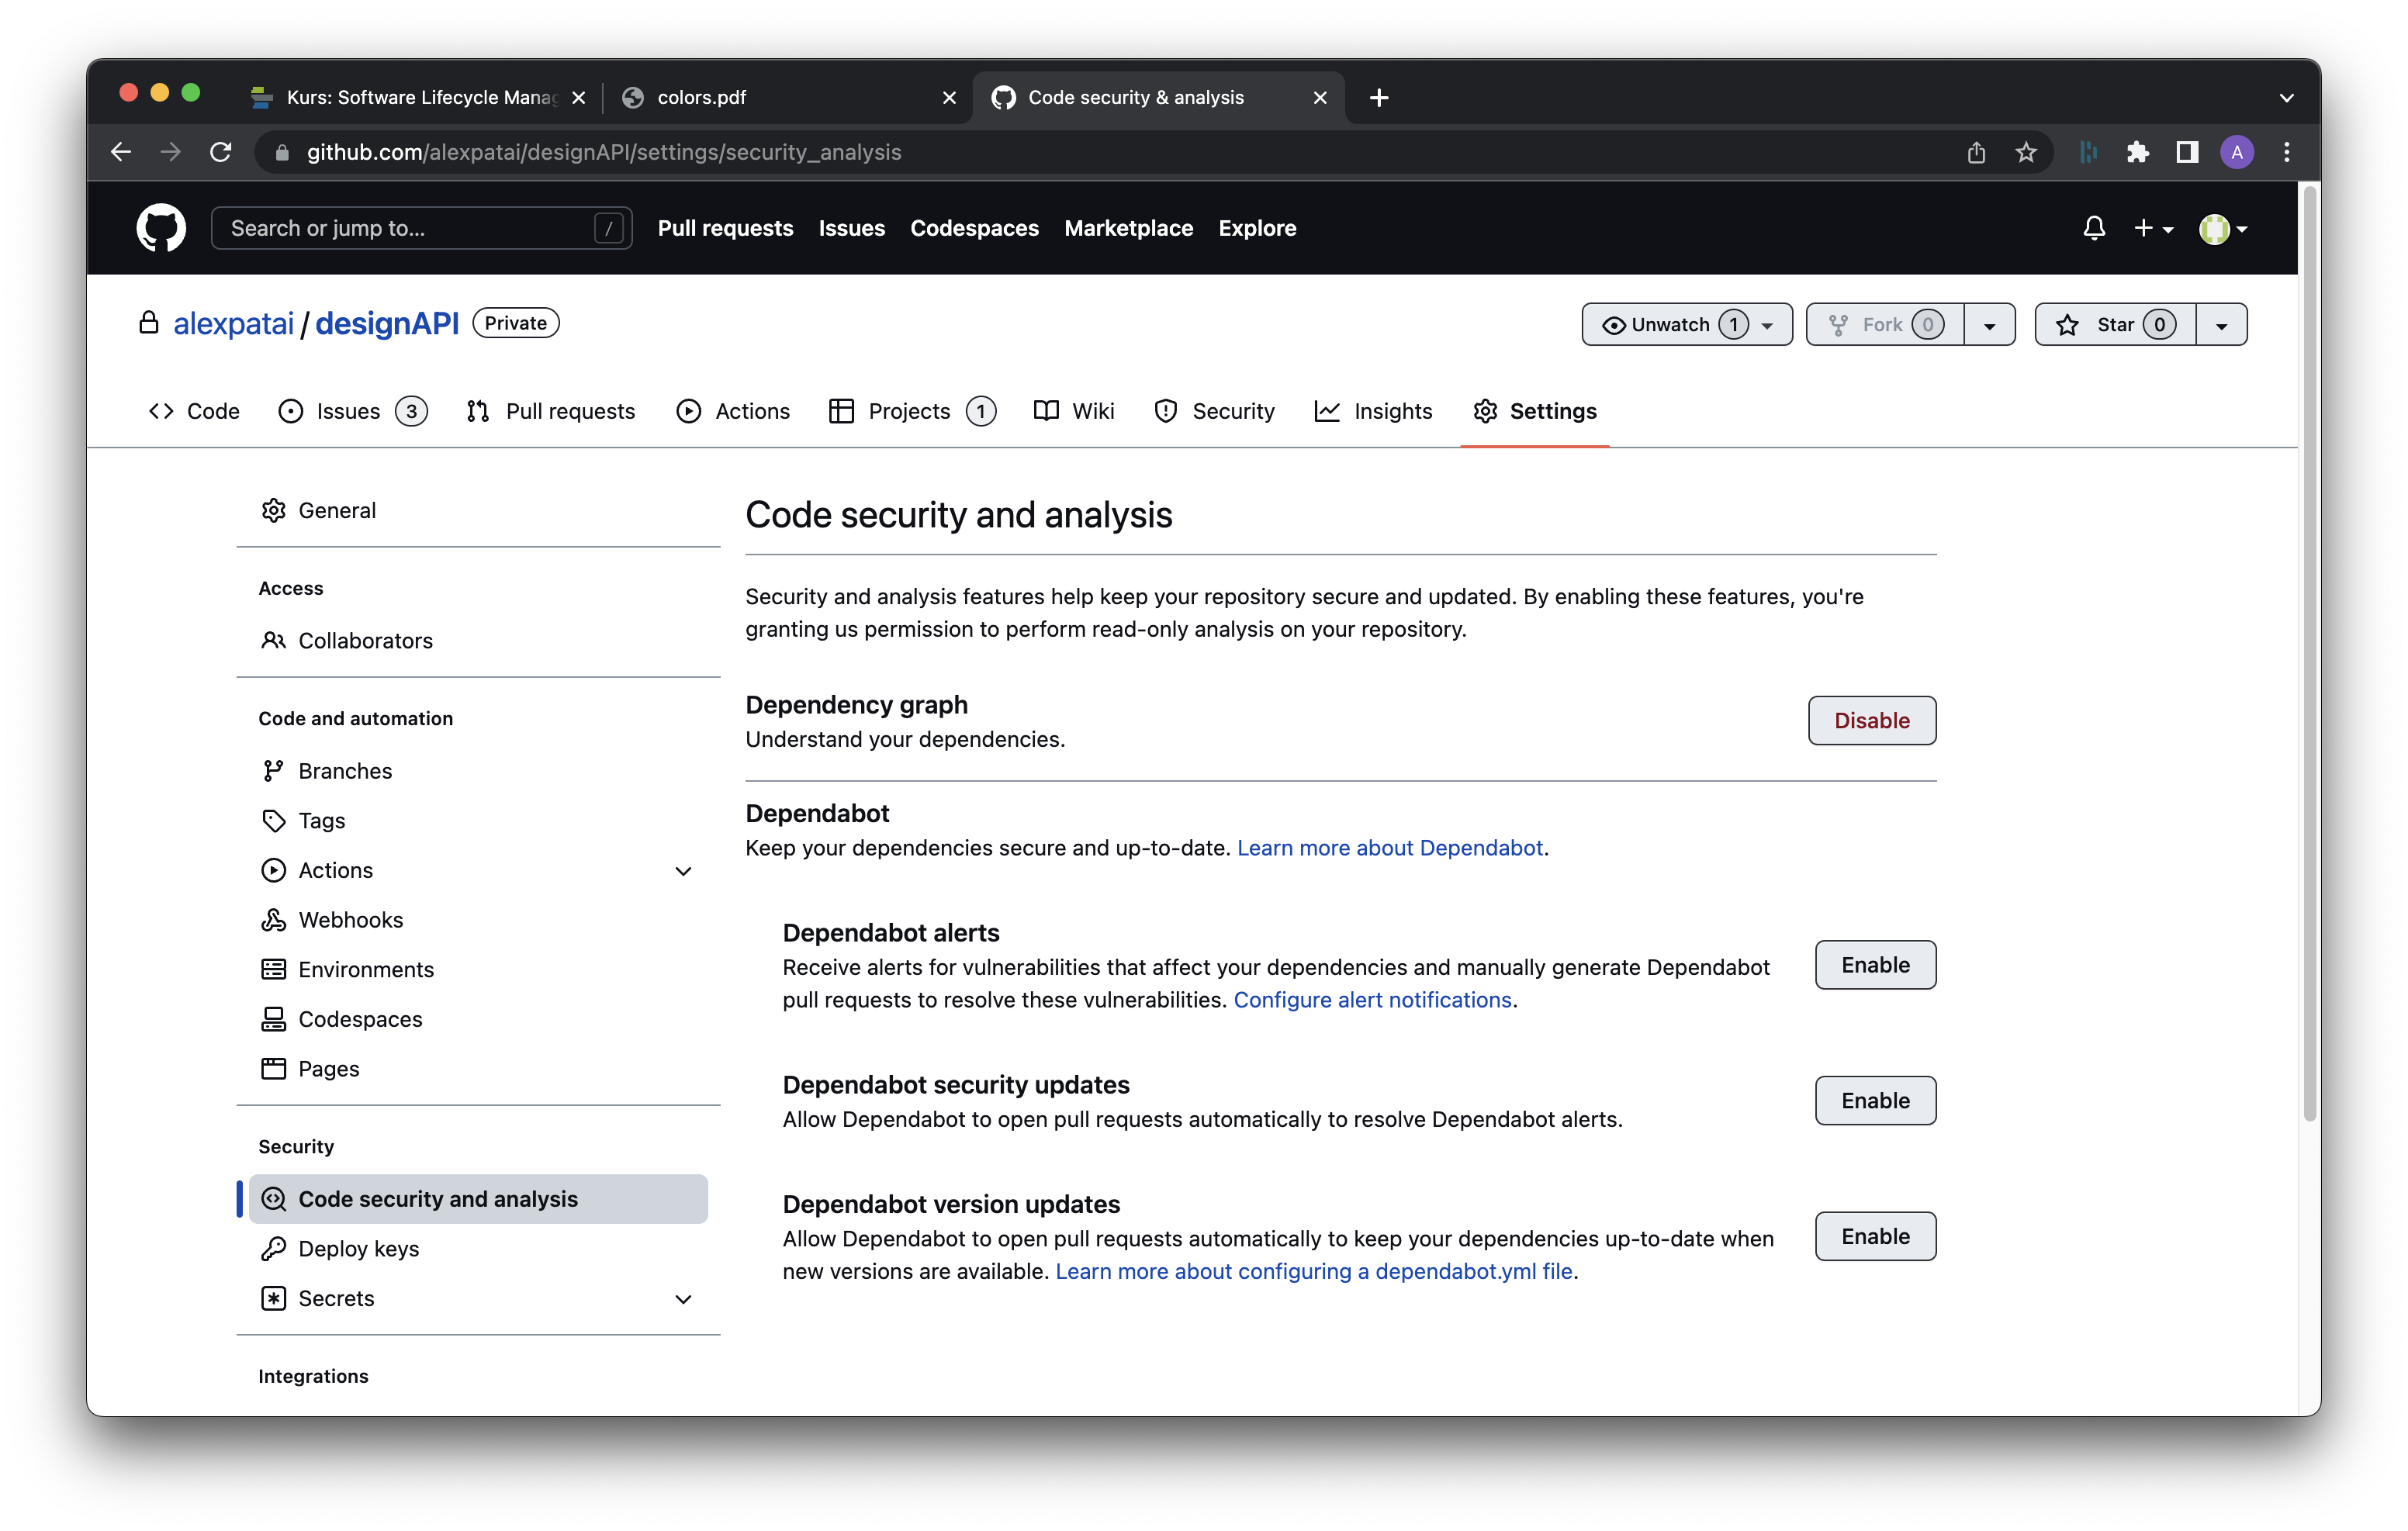 Kurs: Software Lifecycle Manag
colors.pdf
Code security & analysis
github.com/alexpatai/designAPI/settings/security_analysis
A
Search or jump to...
/
Pull requests
Issues
Codespaces
Marketplace
Explore
alexpatai / designAPI
Private
Unwatch 1
Fork 0
Star 0
Code
Issues 3
Pull requests
Actions
Projects 1
Wiki
Security
Insights
Settings
General
Access
Collaborators
Code and automation
Branches
Tags
Actions
Webhooks
Environments
Codespaces
Pages
Security
Code security and analysis
Deploy keys
Secrets
Integrations
Code security and analysis
Security and analysis features help keep your repository secure and updated. By enabling these features, you're
granting us permission to perform read-only analysis on your repository.
Dependency graph
Understand your dependencies.
Disable
Dependabot
Keep your dependencies secure and up-to-date. Learn more about Dependabot.
Dependabot alerts
Receive alerts for vulnerabilities that affect your dependencies and manually generate Dependabot
pull requests to resolve these vulnerabilities. Configure alert notifications.
Enable
Dependabot security updates
Allow Dependabot to open pull requests automatically to resolve Dependabot alerts.
Enable
Dependabot version updates
Allow Dependabot to open pull requests automatically to keep your dependencies up-to-date when
new versions are available. Learn more about configuring a dependabot.yml file.
Enable